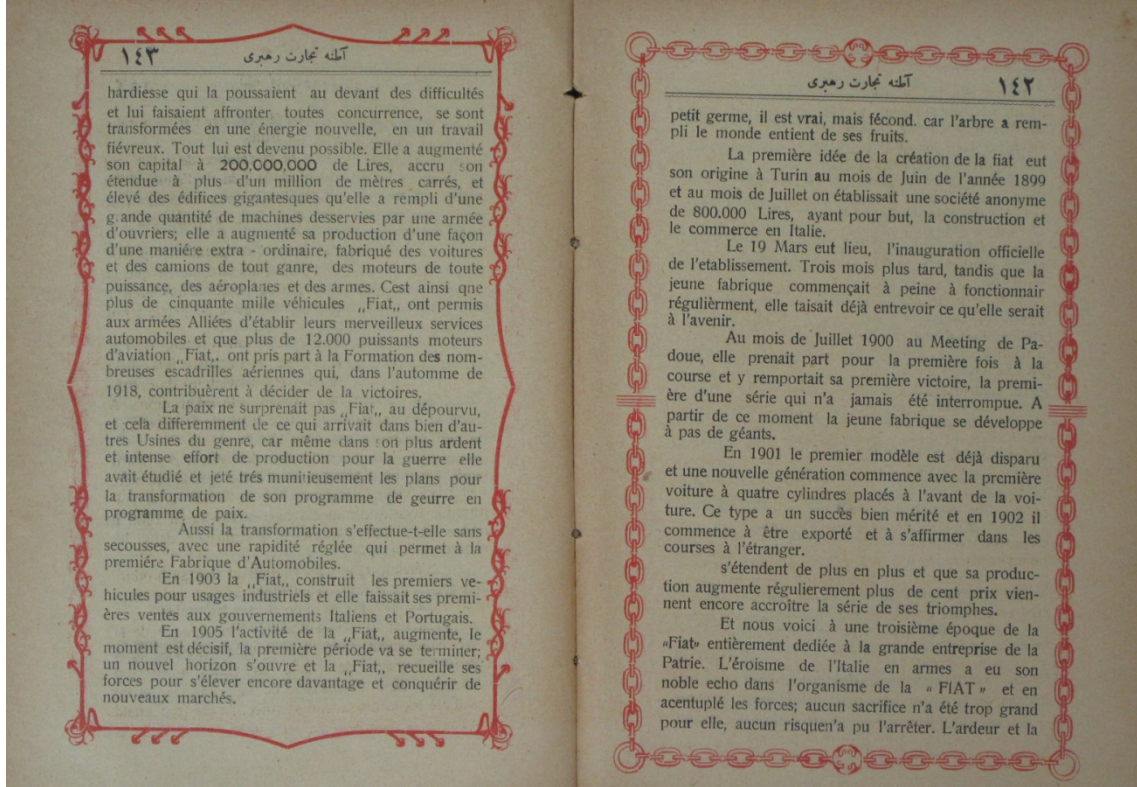 آطنه تجارت رهبری ١٤٢
petit germe, il est vrai, mais fécond. car l'arbre a rem-
pli le monde entient de ses fruits.
La première idée de la création de la fiat eut
son origine à Turin au mois de Juin de l'année 1899
et au mois de Juillet on établissait une société anonyme
de 800.000 Lires, ayant pour but, la construction et
le commerce en Italie.
Le 19 Mars eut lieu, l'inauguration officielle
de l'etablissement. Trois mois plus tard, tandis que la
jeune fabrique commençait à peine à fonctionnair
régulièrment, elle taisait déjà entrevoir ce qu'elle serait
à l'avenir.
Au mois de Juillet 1900 au Meeting de Pa-
doue, elle prenait part pour la première fois à la
course et y remportait sa première victoire, la premi-
ère d'une série qui n'a jamais été interrompue. A
partir de ce moment la jeune fabrique se développe
à pas de géants.
En 1901 le premier modèle est déjà disparu
et une nouvelle génération commence avec la première
voiture à quatre cylindres placés à l'avant de la voi-
ture. Ce type a un succès bien mérité et en 1902 il
commence à être exporté et à s'affirmer dans les
courses à l'étranger.
s'étendent de plus en plus et que sa produc-
tion augmente régulierement plus de cent prix vien-
nent encore accroître la série de ses triomphes.
Et nous voici à une troisième époque de la
«Fiat» entièrement dediée à la grande entreprise de la
Patrie. L'éroisme de l'Italie en armes a eu son
noble echo dans l'organisme de la « FIAT » et en
acentuplé les forces; aucun sacrifice n'a été trop grand
pour elle, aucun risquen'a pu l'arrêter. L'ardeur et la
آطنه تجارت رهبری ١٤٣
hardiesse qui la poussaient au devant des difficultés
et lui faisaient affronter toutes concurrence, se sont
transformées en une énergie nouvelle, en un travail
fiévreux. Tout lui est devenu possible. Elle a augmenté
son capital à 200,000,000 de Lires, accru son
étendue à plus d'un million de mètres carrés, et
élevé des édifices gigantesques qu'elle a rempli d'une
grande quantité de machines desservies par une armée
d'ouvriers; elle a augmenté sa production d'une façon
d'une maniére extra - ordinaire, fabriqué des voitures
et des camions de tout ganre, des moteurs de toute
puissance, des aéroplanes et des armes. Cest ainsi qne
plus de cinquante mille véhicules ,,Fiat,, ont permis
aux armées Alliétes d'établir leurs merveilleux services
automobiles et que plus de 12.000 puissants moteurs
d'aviation ,,Fiat,. ont pris part à la Formation des nom-
breuses escadrilles aériennes qui, dans l'automme de
1918, contribuèrent à décider de la victoires.
La paix ne surprenait pas ,,Fiat,, au dépourvu,
et cela differemment de ce qui arrivait dans bien d'au-
tres Usines du genre, car même dans son plus ardent
et intense effort de production pour la guerre elle
avait étudié et jeté trés munitieusement les plans pour
la transformation de son programme de geurre en
programme de paix.
Aussi la transformation s'effectue-t-elle sans
secousses, avec une rapidité réglée qui permet à la
premiére Fabrique d'Automobiles.
En 1903 la ,,Fiat,, construit les premiers ve-
hicules pour usages industriels et elle faissait ses premi-
ères ventes aux gouvernements Italiens et Portugais.
En 1905 l'activité de la ,,Fiat,, augmente, le
moment est décisif, la première période va se terminer;
un nouvel horizon s'ouvre et la ,,Fiat,, recueille ses
forces pour s'élever encore davantage et conquérir de
nouveaux marchés.